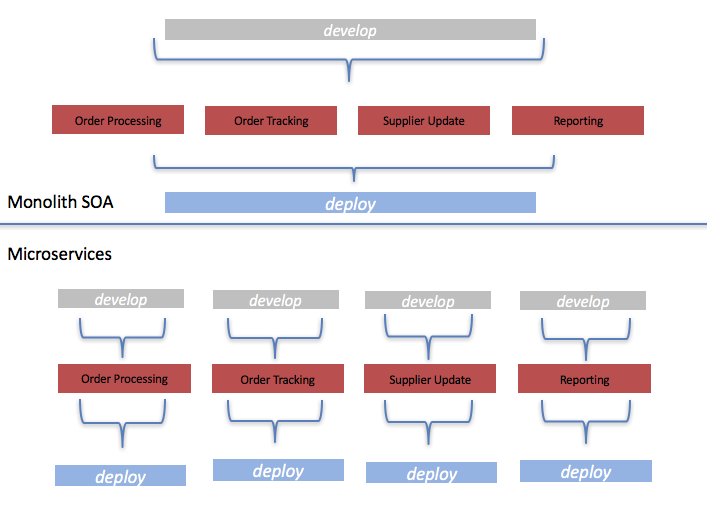 develop
Order Processing
Order Tracking
Supplier Update
Reporting
Monolith SOA
deploy
Microservices
develop
develop
develop
develop
Order Processing
Order Tracking
Supplier Update
Reporting
deploy
deploy
deploy
deploy